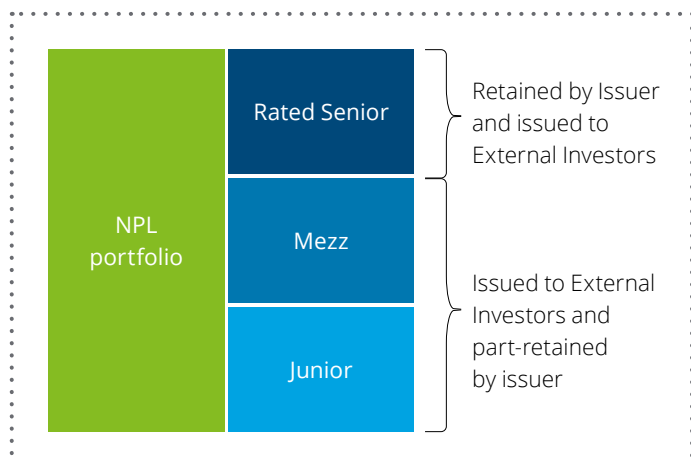 NPL
portfolio
Rated Senior
Mezz
Junior
Retained by Issuer
and issued to
External Investors
Issued to External
Investors and
part-retained
by issuer